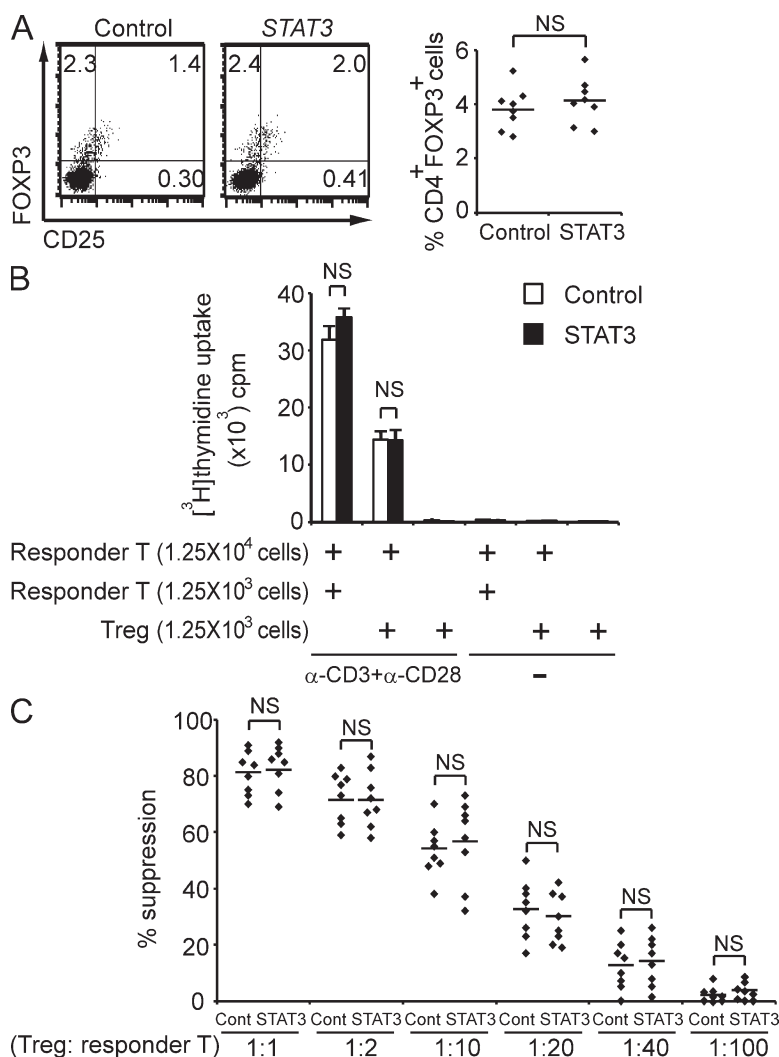 A
Control
STAT3
2.3
1.4
0.30
2.4
2.0
0.41
FOXP3
CD25
% CD4⁺FOXP3⁺ cells
6
4
2
0
NS
Control STAT3
B
[³H]thymidine uptake
(x10³) cpm
40
30
20
10
0
NS
NS
Control
STAT3
Responder T (1.25X10⁴ cells) + + + +
Responder T (1.25X10³ cells) + +
Treg (1.25X10³ cells) + + + +
α-CD3+α-CD28 –
C
% suppression
100
80
60
40
20
0
NS
NS
NS
NS
NS
NS
Cont STAT3 Cont STAT3 Cont STAT3 Cont STAT3 Cont STAT3 Cont STAT3
(Treg: responder T) 1:1 1:2 1:10 1:20 1:40 1:100